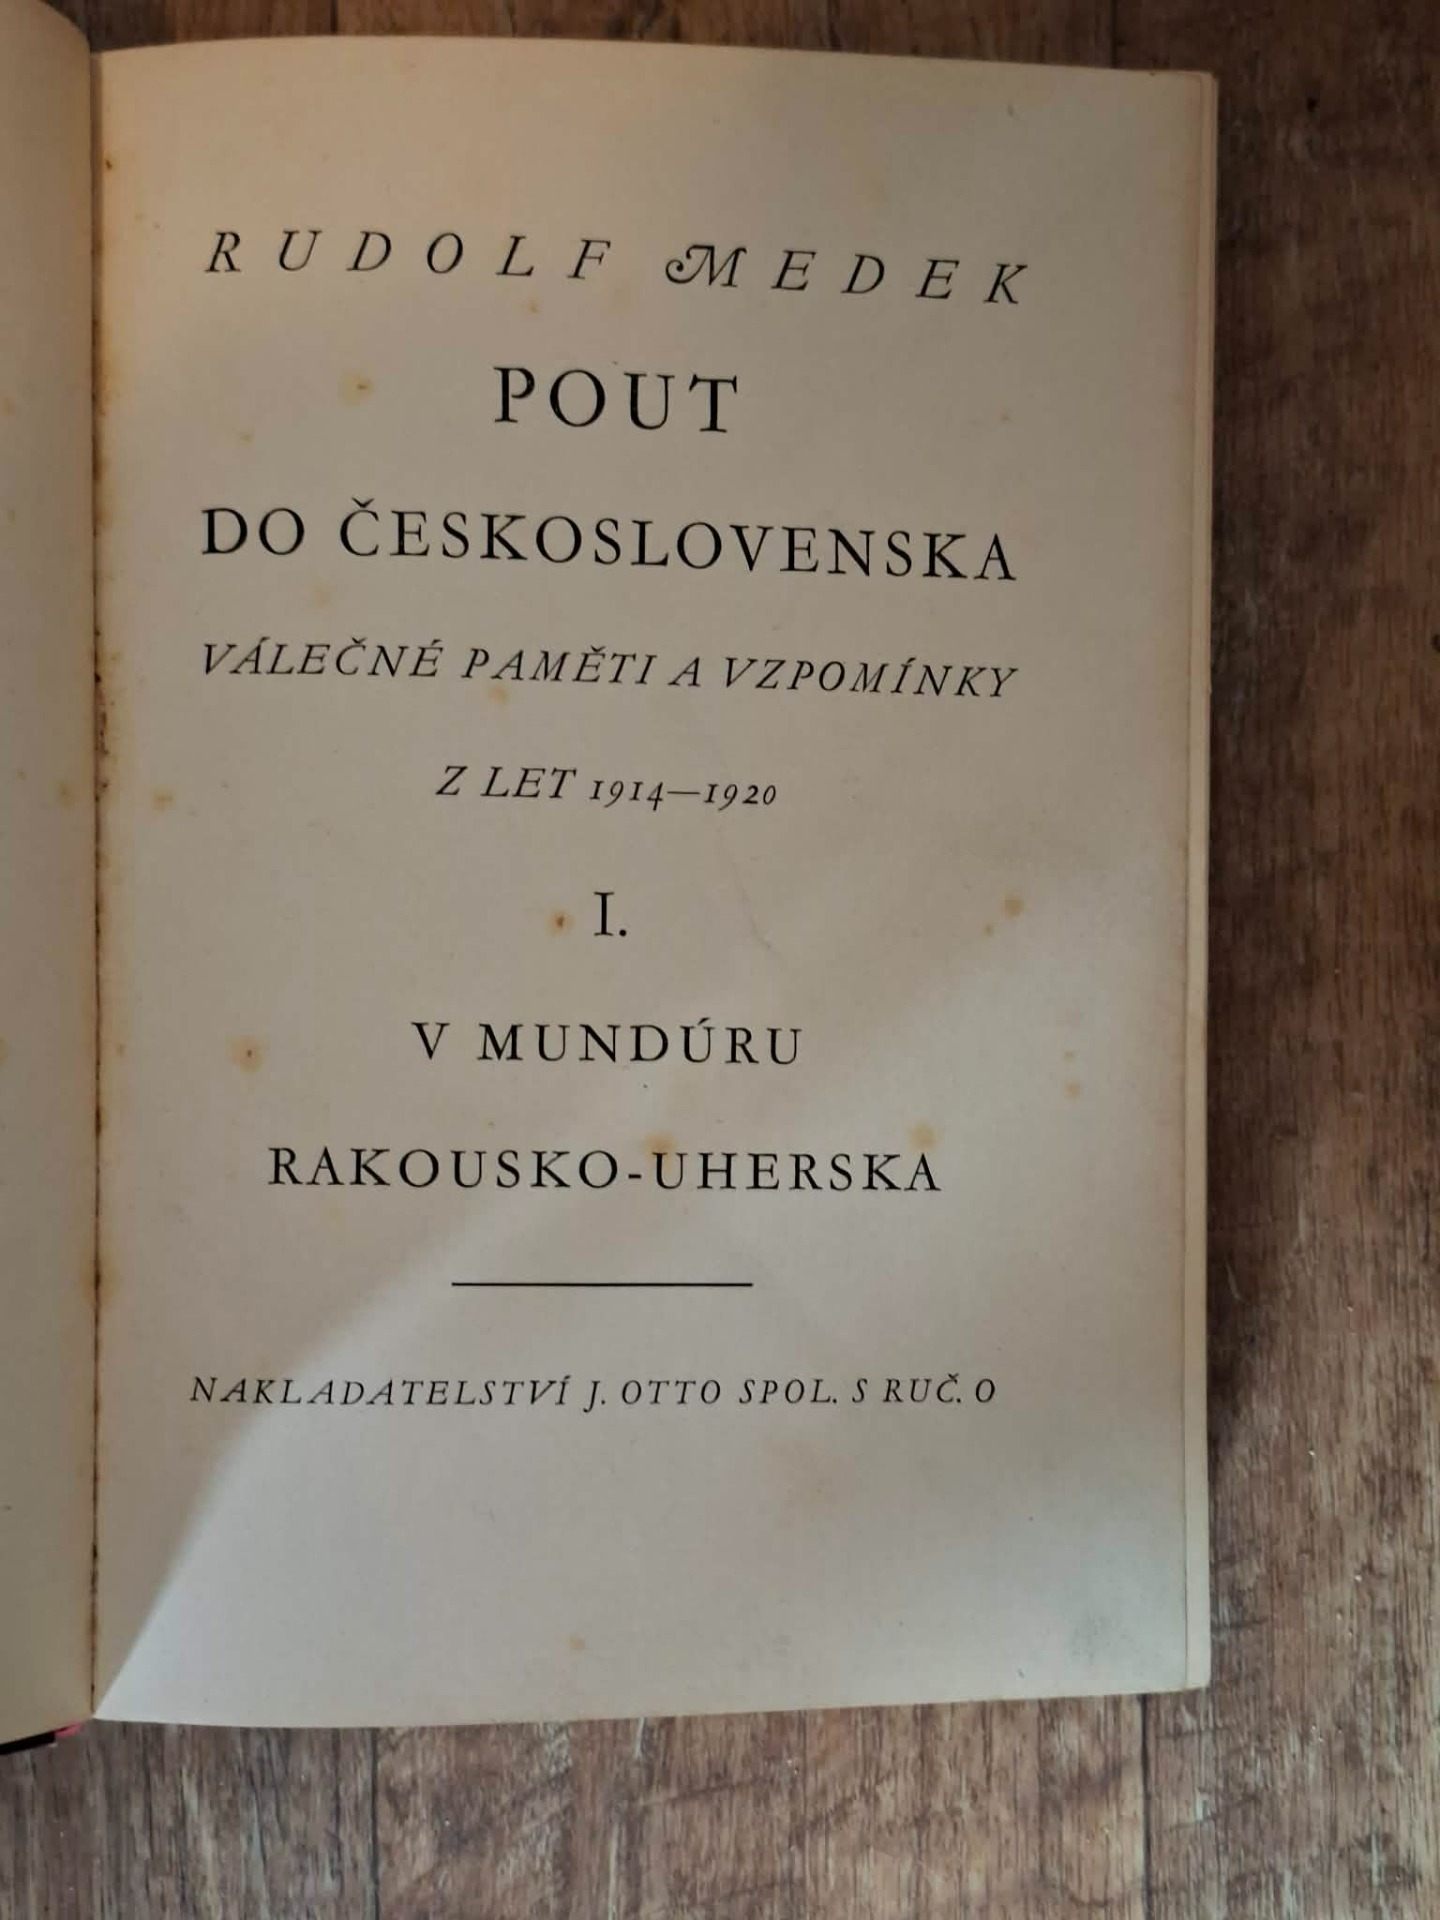 RUDOLF MEDEK
POUT
DO ČESKOSLOVENSKA
VÁLEČNÉ PAMĚTI A VZPOMÍNKY
Z LET 1914—1920
I.
V MUNDÚRU
RAKOUSKO-UHERSKA
NAKLADATELSTVÍ J. OTTO SPOL. S RUČ. O